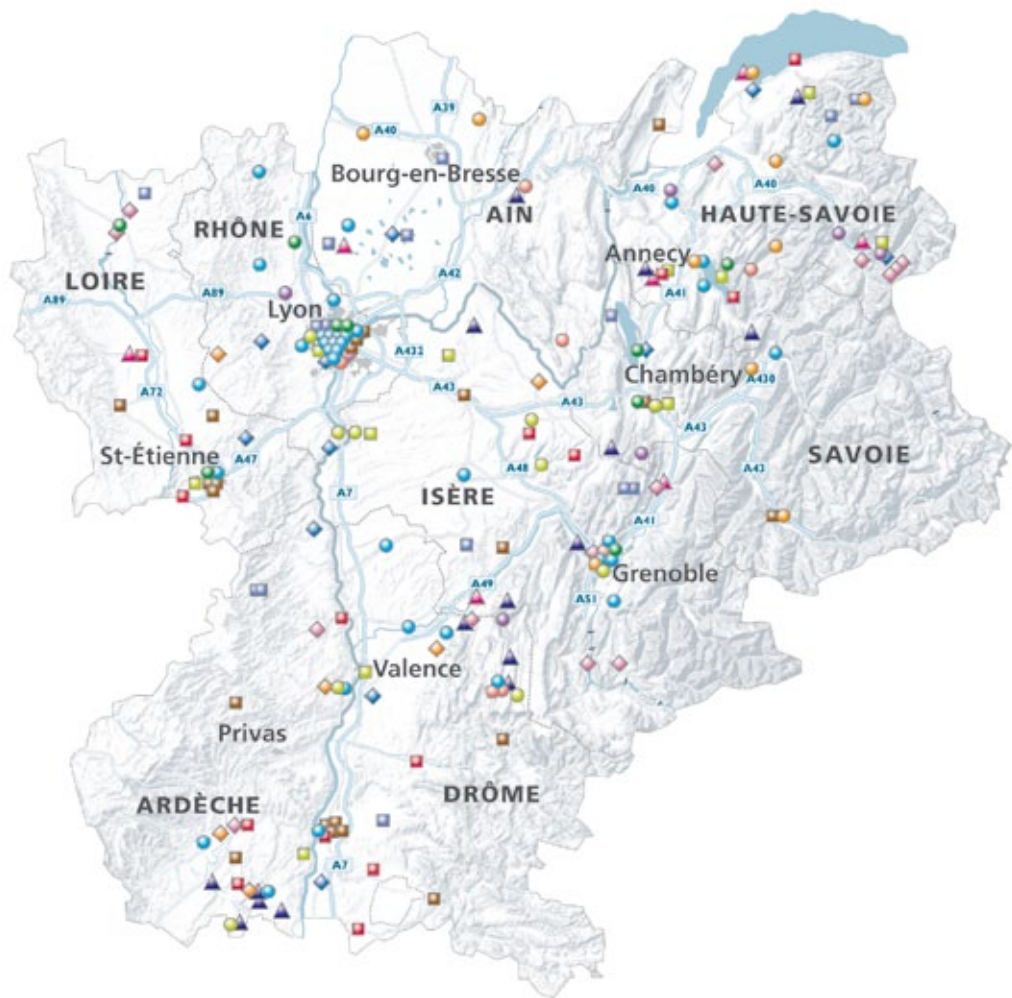 A39
A40
Bourg-en-Bresse
AIN
A40
A40
HAUTE-SAVOIE
RHÔNE
A6
Annecy
LOIRE
A42
A41
A89
A89
Lyon
A432
A43
A43
Chambéry
A430
A72
A43
St-Étienne
A47
A48
SAVOIE
A43
ISÈRE
A7
A41
Grenoble
A49
A51
Valence
Privas
DRÔME
ARDÈCHE
A7